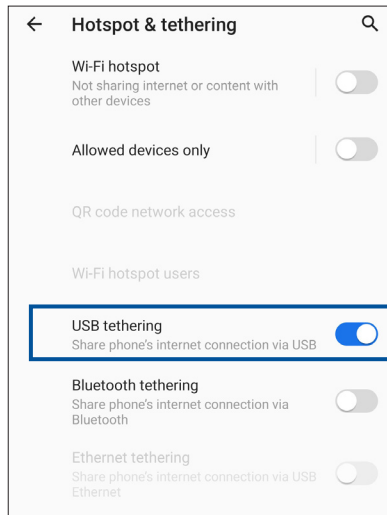 Hotspot & tethering
Wi-Fi hotspot
Not sharing internet or content with
other devices
Allowed devices only
QR code network access
Wi-Fi hotspot users
USB tethering
Share phone's internet connection via USB
Bluetooth tethering
Share phone's internet connection via
Bluetooth
Ethernet tethering
Share phone's internet connection via USB
Ethernet